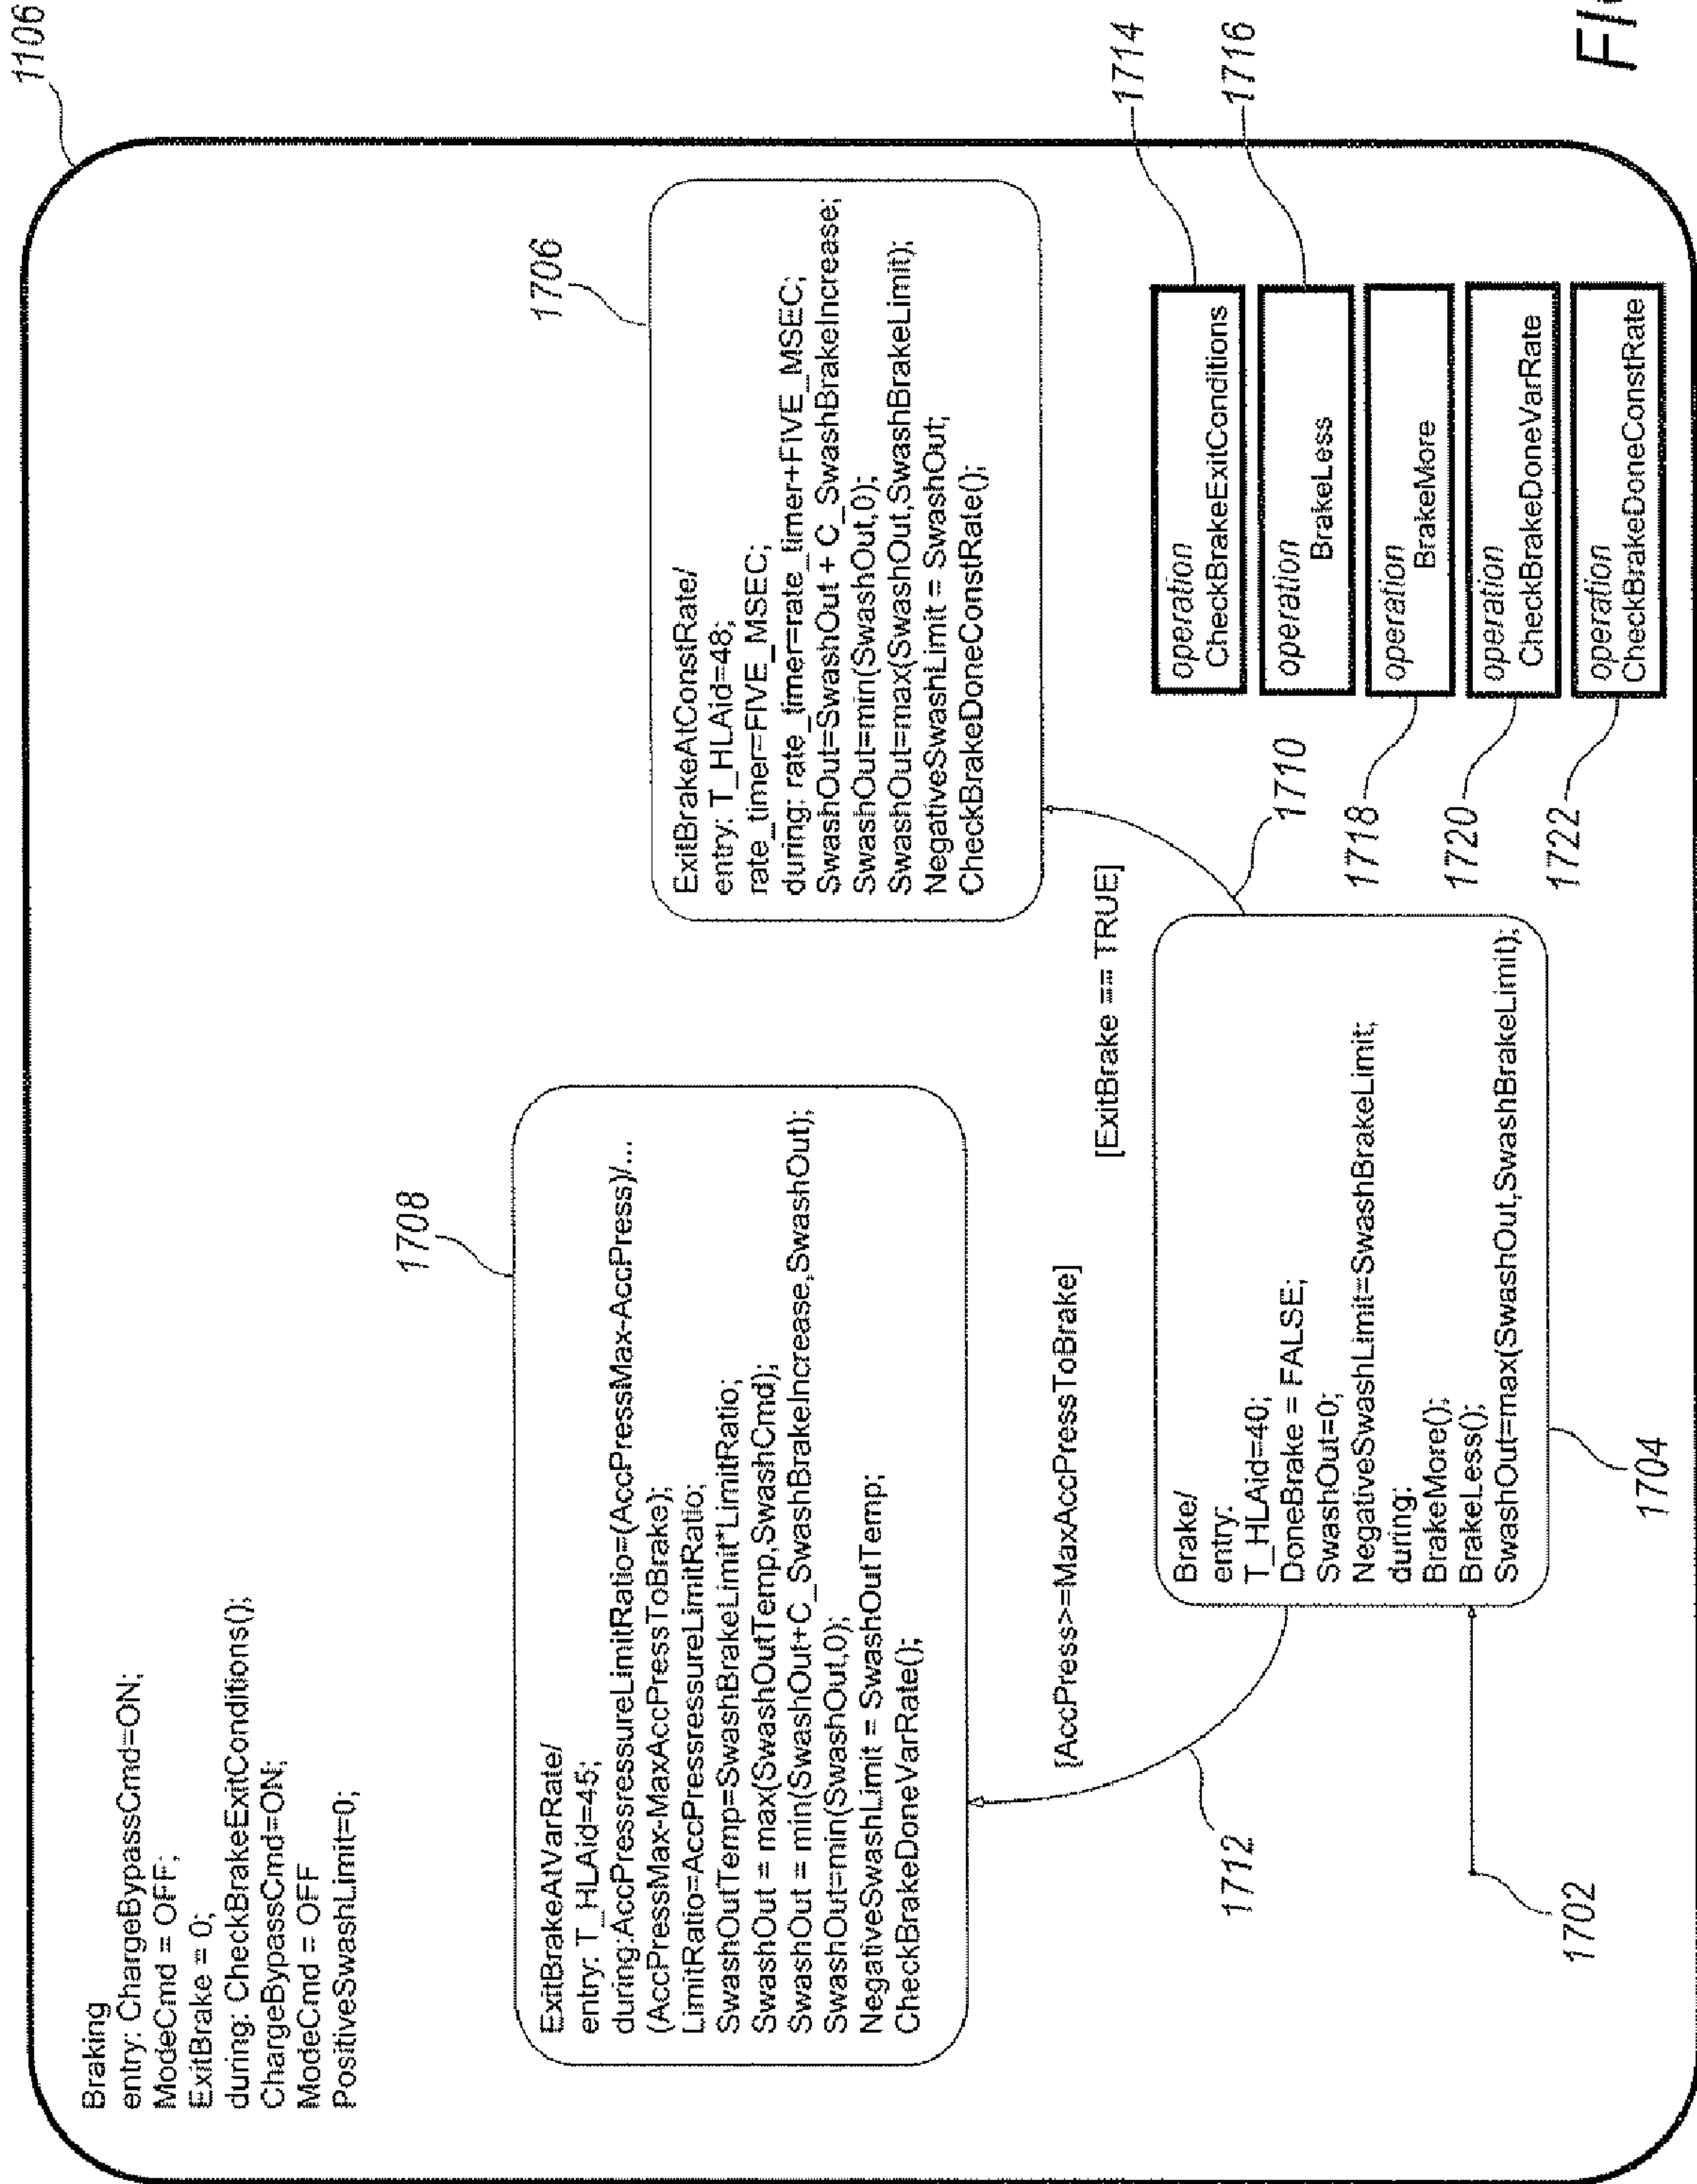 1106
Braking
entry: ChargeBypassCmd=ON;
ModeCmd = OFF;
ExitBrake = 0;
during: CheckBrakeExitConditions();
ChargeBypassCmd=ON;
ModeCmd = OFF
PositiveSwashLimit=0;
1708
ExitBrakeAtVarRate/
entry: T_HLAid=45;
during:AccPressressureLimitRatio=(AccPressMax-AccPress)/...
(AccPressMax-MaxAccPressToBrake);
LimitRatio=AccPressressureLimitRatio;
SwashOutTemp=SwashBrakeLimit*LimitRatio;
SwashOut = max(SwashOutTemp,SwashCmd);
SwashOut = min(SwashOut+C_SwashBrakeIncrease,SwashOut);
SwashOut=min(SwashOut,0);
NegativeSwashLimit = SwashOutTemp;
CheckBrakeDoneVarRate();
1706
ExitBrakeAtConstRate/
entry: T_HLAid=48;
rate_timer=FIVE_MSEC;
during: rate_timer=rate_timer+FIVE_MSEC;
SwashOut=SwashOut + C_SwashBrakeIncrease;
SwashOut=min(SwashOut,0);
SwashOut=max(SwashOut,SwashBrakeLimit);
NegativeSwashLimit = SwashOut;
CheckBrakeDoneConstRate();
[AccPress>=MaxAccPressToBrake]
[ExitBrake == TRUE]
1712
1710
Brake/
entry:
T_HLAid=40;
DoneBrake = FALSE;
SwashOut=0;
NegativeSwashLimit=SwashBrakeLimit;
during:
BrakeMore();
BrakeLess();
SwashOut=max(SwashOut,SwashBrakeLimit);
1702
1704
operation
CheckBrakeExitConditions
1714
operation
BrakeLess
1716
operation
BrakeMore
1718
operation
CheckBrakeDoneVarRate
1720
operation
CheckBrakeDoneConstRate
1722